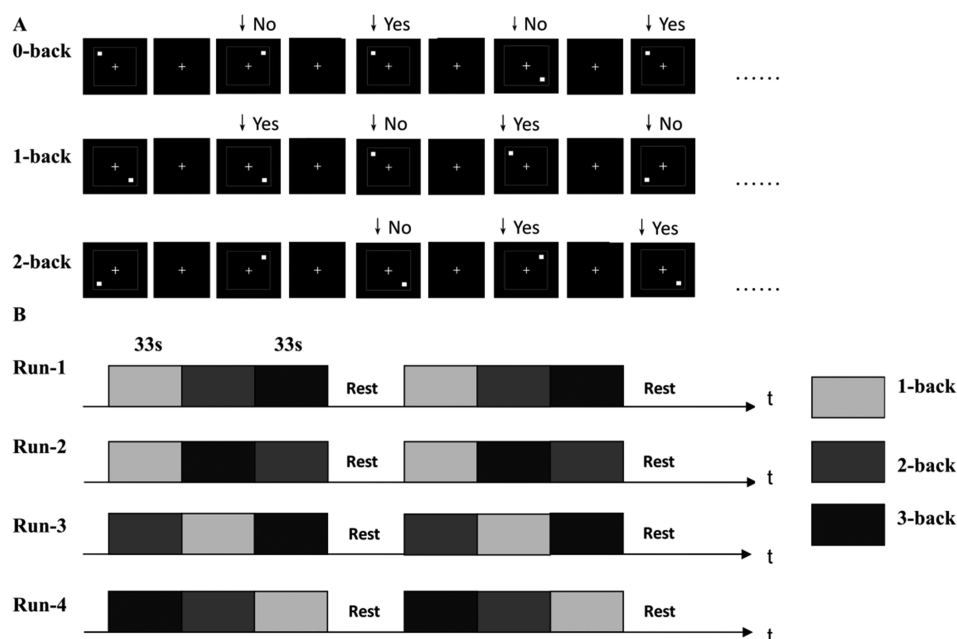 A
↓ No ↓ Yes ↓ No ↓ Yes
0-back ......
↓ Yes ↓ No ↓ Yes ↓ No
1-back ......
↓ No ↓ Yes ↓ Yes
2-back ......
B
33s 33s
Run-1 Rest Rest t
1-back
Run-2 Rest Rest t
2-back
Run-3 Rest Rest t
3-back
Run-4 Rest Rest t